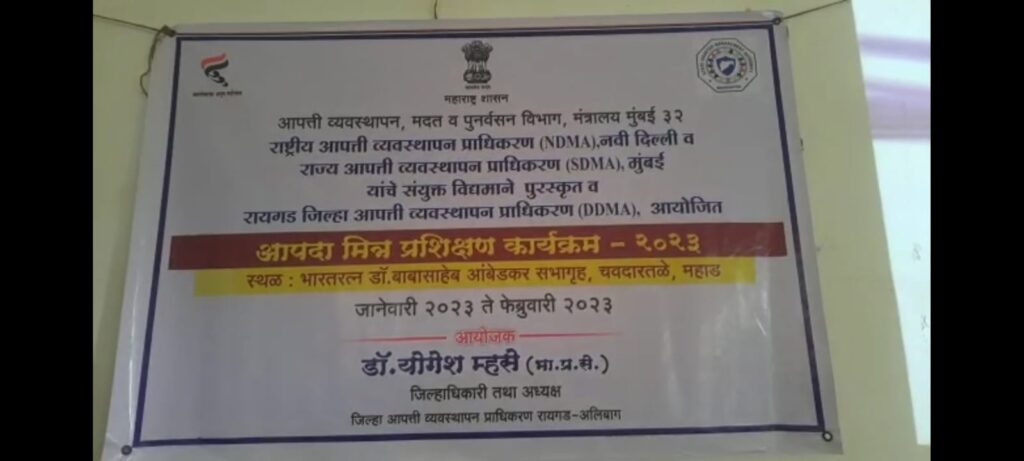 महाराष्ट्र शासन
आपत्ती व्यवस्थापन, मदत व पुनर्वसन विभाग, मंत्रालय मुंबई ३२
राष्ट्रीय आपत्ती व्यवस्थापन प्राधिकरण (NDMA),नवी दिल्ली व
राज्य आपत्ती व्यवस्थापन प्राधिकरण (SDMA), मुंबई
यांचे संयुक्त विद्यमाने पुरस्कृत व
रायगड जिल्हा आपत्ती व्यवस्थापन प्राधिकरण (DDMA), आयोजित
आपदा मित्र प्रशिक्षण कार्यक्रम - २०२३
स्थळ : भारतरत्न डॉ.बाबासाहेब आंबेडकर सभागृह, चवदारतळे, महाड
जानेवारी २०२३ ते फेब्रुवारी २०२३
आयोजक
डॉ.योगेश म्हसे (भा.प्र.से.)
जिल्हाधिकारी तथा अध्यक्ष
जिल्हा आपत्ती व्यवस्थापन प्राधिकरण रायगड-अलिबाग